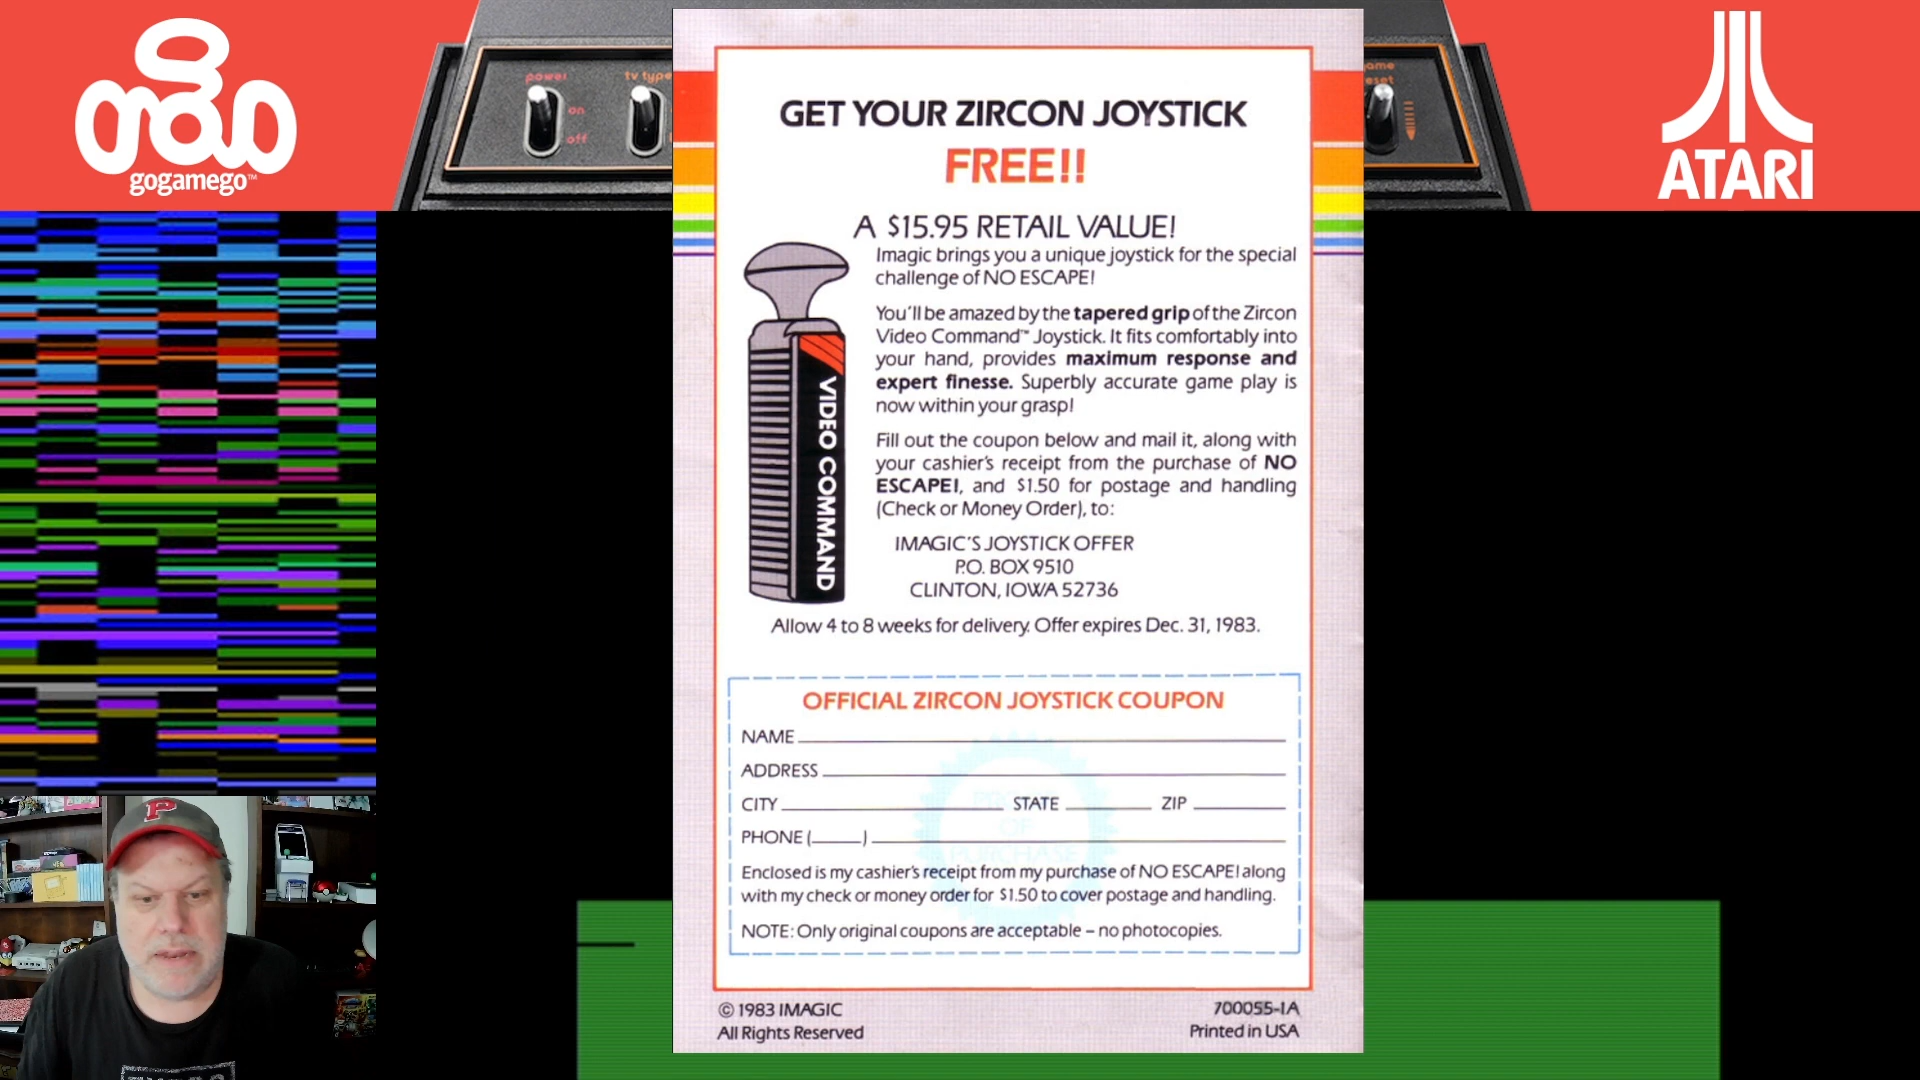 gogamego™
power
on
off
tv type
game
reset
ATARI
GET YOUR ZIRCON JOYSTICK
FREE!!
A $15.95 RETAIL VALUE!
Imagic brings you a unique joystick for the special
challenge of NO ESCAPE!
You'll be amazed by the tapered grip of the Zircon
Video Command™ Joystick. It fits comfortably into
your hand, provides maximum response and
expert finesse. Superbly accurate game play is
now within your grasp!
Fill out the coupon below and mail it, along with
your cashier's receipt from the purchase of NO
ESCAPE!, and $1.50 for postage and handling
(Check or Money Order), to:
VIDEO COMMAND
IMAGIC'S JOYSTICK OFFER
P.O. BOX 9510
CLINTON, IOWA 52736
Allow 4 to 8 weeks for delivery. Offer expires Dec. 31, 1983.
OFFICIAL ZIRCON JOYSTICK COUPON
NAME
ADDRESS
CITY STATE ZIP
PHONE ( )
PROOF
OF
PURCHASE
Enclosed is my cashier's receipt from my purchase of NO ESCAPE! along
with my check or money order for $1.50 to cover postage and handling.
NOTE: Only original coupons are acceptable – no photocopies.
© 1983 IMAGIC
All Rights Reserved
700055-1A
Printed in USA
P